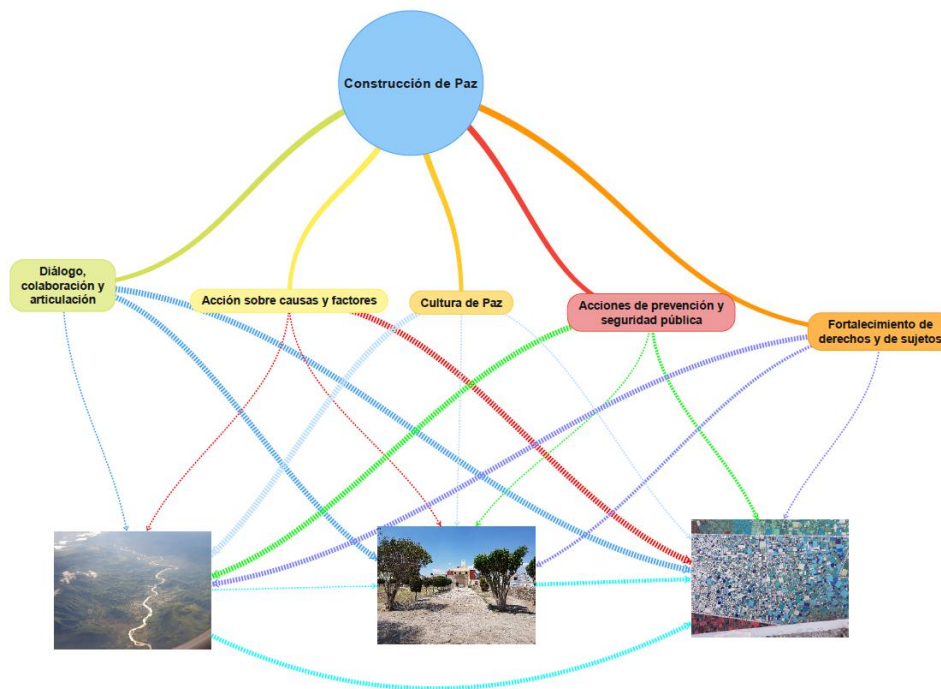 Construcción de Paz
Diálogo,
colaboración y
articulación
Acción sobre causas y factores
Cultura de Paz
Acciones de prevención y
seguridad pública
Fortalecimiento de
derechos y de sujetos